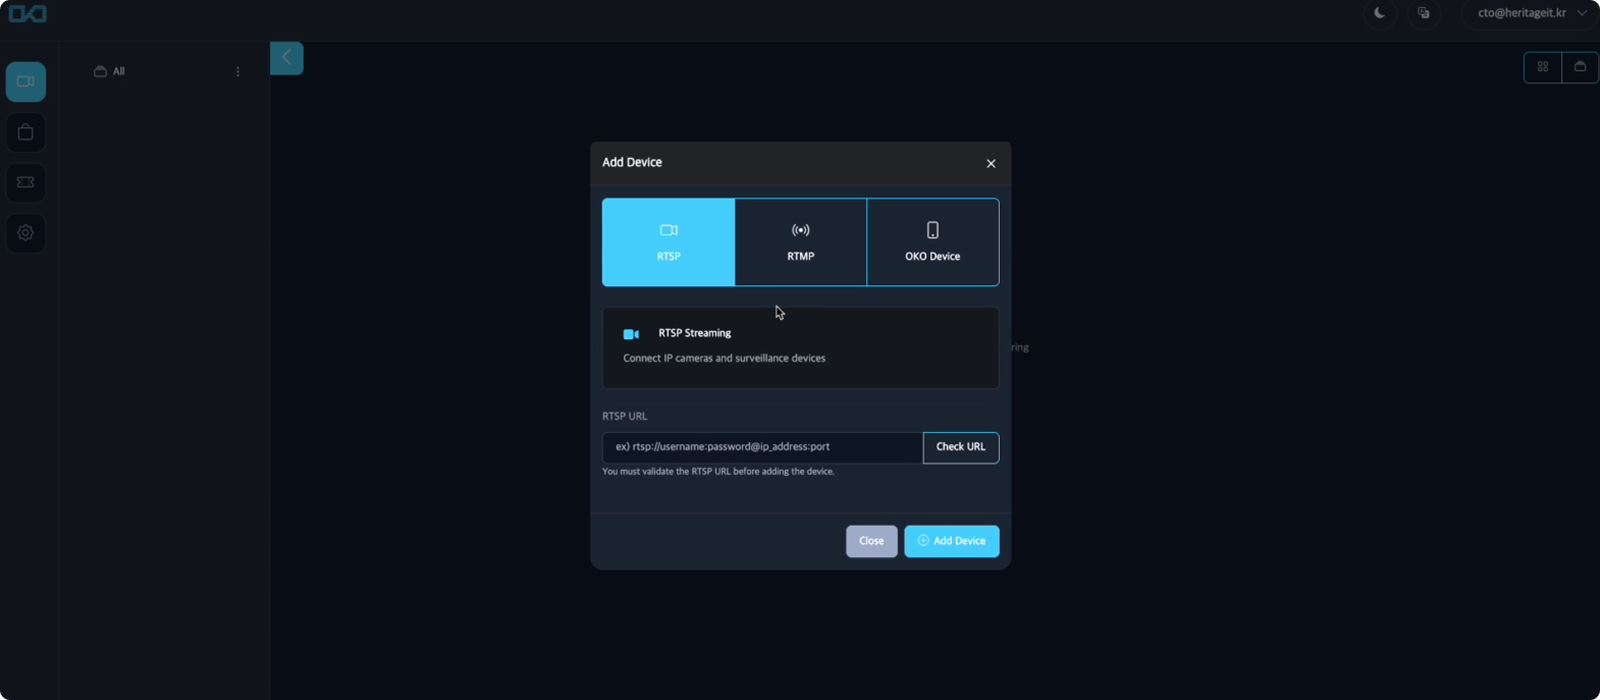 OKO
cto@heritageit.kr
All
Add Device
RTSP
RTMP
OKO Device
RTSP Streaming
Connect IP cameras and surveillance devices
ring
RTSP URL
ex) rtsp://username:password@ip_address:port
Check URL
You must validate the RTSP URL before adding the device.
Close
Add Device